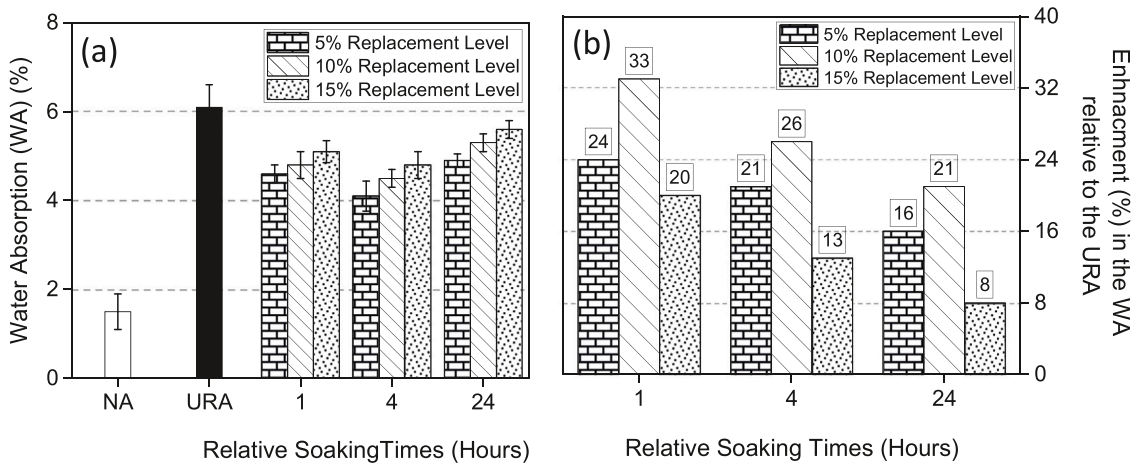 (a)
5% Replacement Level
10% Replacement Level
15% Replacement Level
Water Absorption (WA) (%)
8
6
4
2
0
NA
URA
1
4
24
Relative SoakingTimes (Hours)
(b)
5% Replacement Level
10% Replacement Level
15% Replacement Level
24
33
20
21
26
13
16
21
8
40
32
24
16
8
0
Enhnacment (%) in the WA
relative to the URA
1
4
24
Relative Soaking Times (Hours)